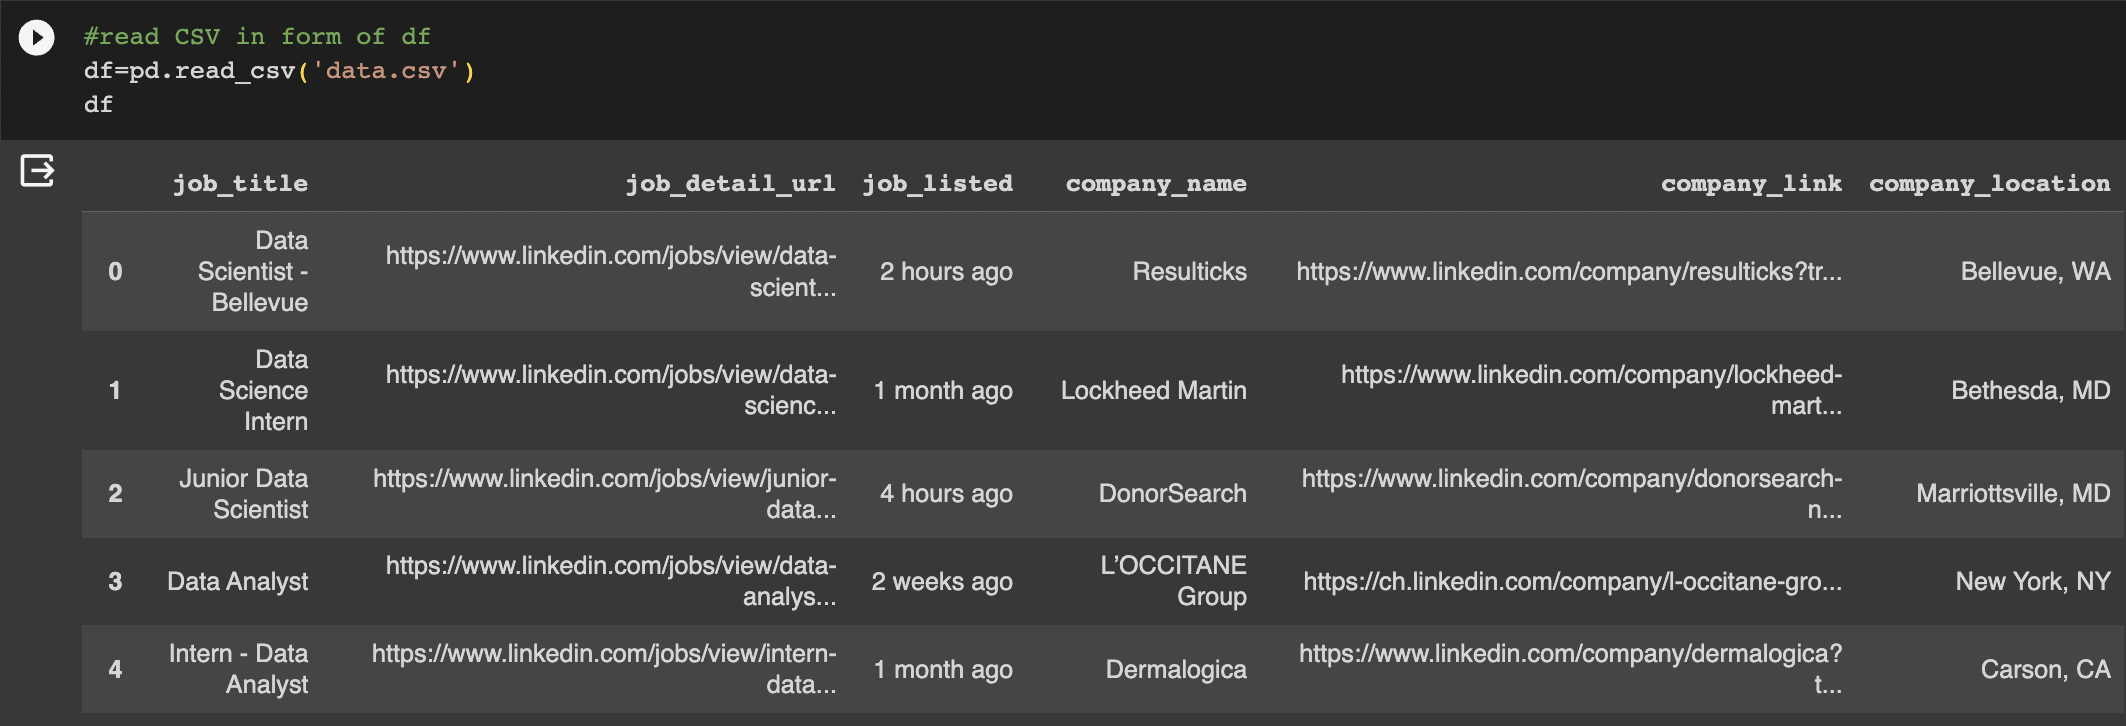 #read CSV in form of df
df=pd.read_csv('data.csv')
df
job_title job_detail_url job_listed company_name company_link company_location
0 Data Scientist - Bellevue https://www.linkedin.com/jobs/view/data-scient... 2 hours ago Resulticks https://www.linkedin.com/company/resulticks?tr... Bellevue, WA
1 Data Science Intern https://www.linkedin.com/jobs/view/data-scienc... 1 month ago Lockheed Martin https://www.linkedin.com/company/lockheed-mart... Bethesda, MD
2 Junior Data Scientist https://www.linkedin.com/jobs/view/junior-data... 4 hours ago DonorSearch https://www.linkedin.com/company/donorsearch-n... Marriottsville, MD
3 Data Analyst https://www.linkedin.com/jobs/view/data-analys... 2 weeks ago L’OCCITANE Group https://ch.linkedin.com/company/l-occitane-gro... New York, NY
4 Intern - Data Analyst https://www.linkedin.com/jobs/view/intern-data... 1 month ago Dermalogica https://www.linkedin.com/company/dermalogica?t... Carson, CA